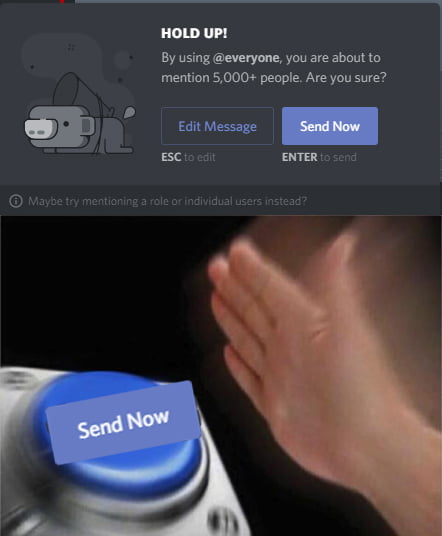 HOLD UP!
By using @everyone, you are about to
mention 5,000+ people. Are you sure?
Edit Message
Send Now
ESC to edit
ENTER to send
Maybe try mentioning a role or individual users instead?
Send Now